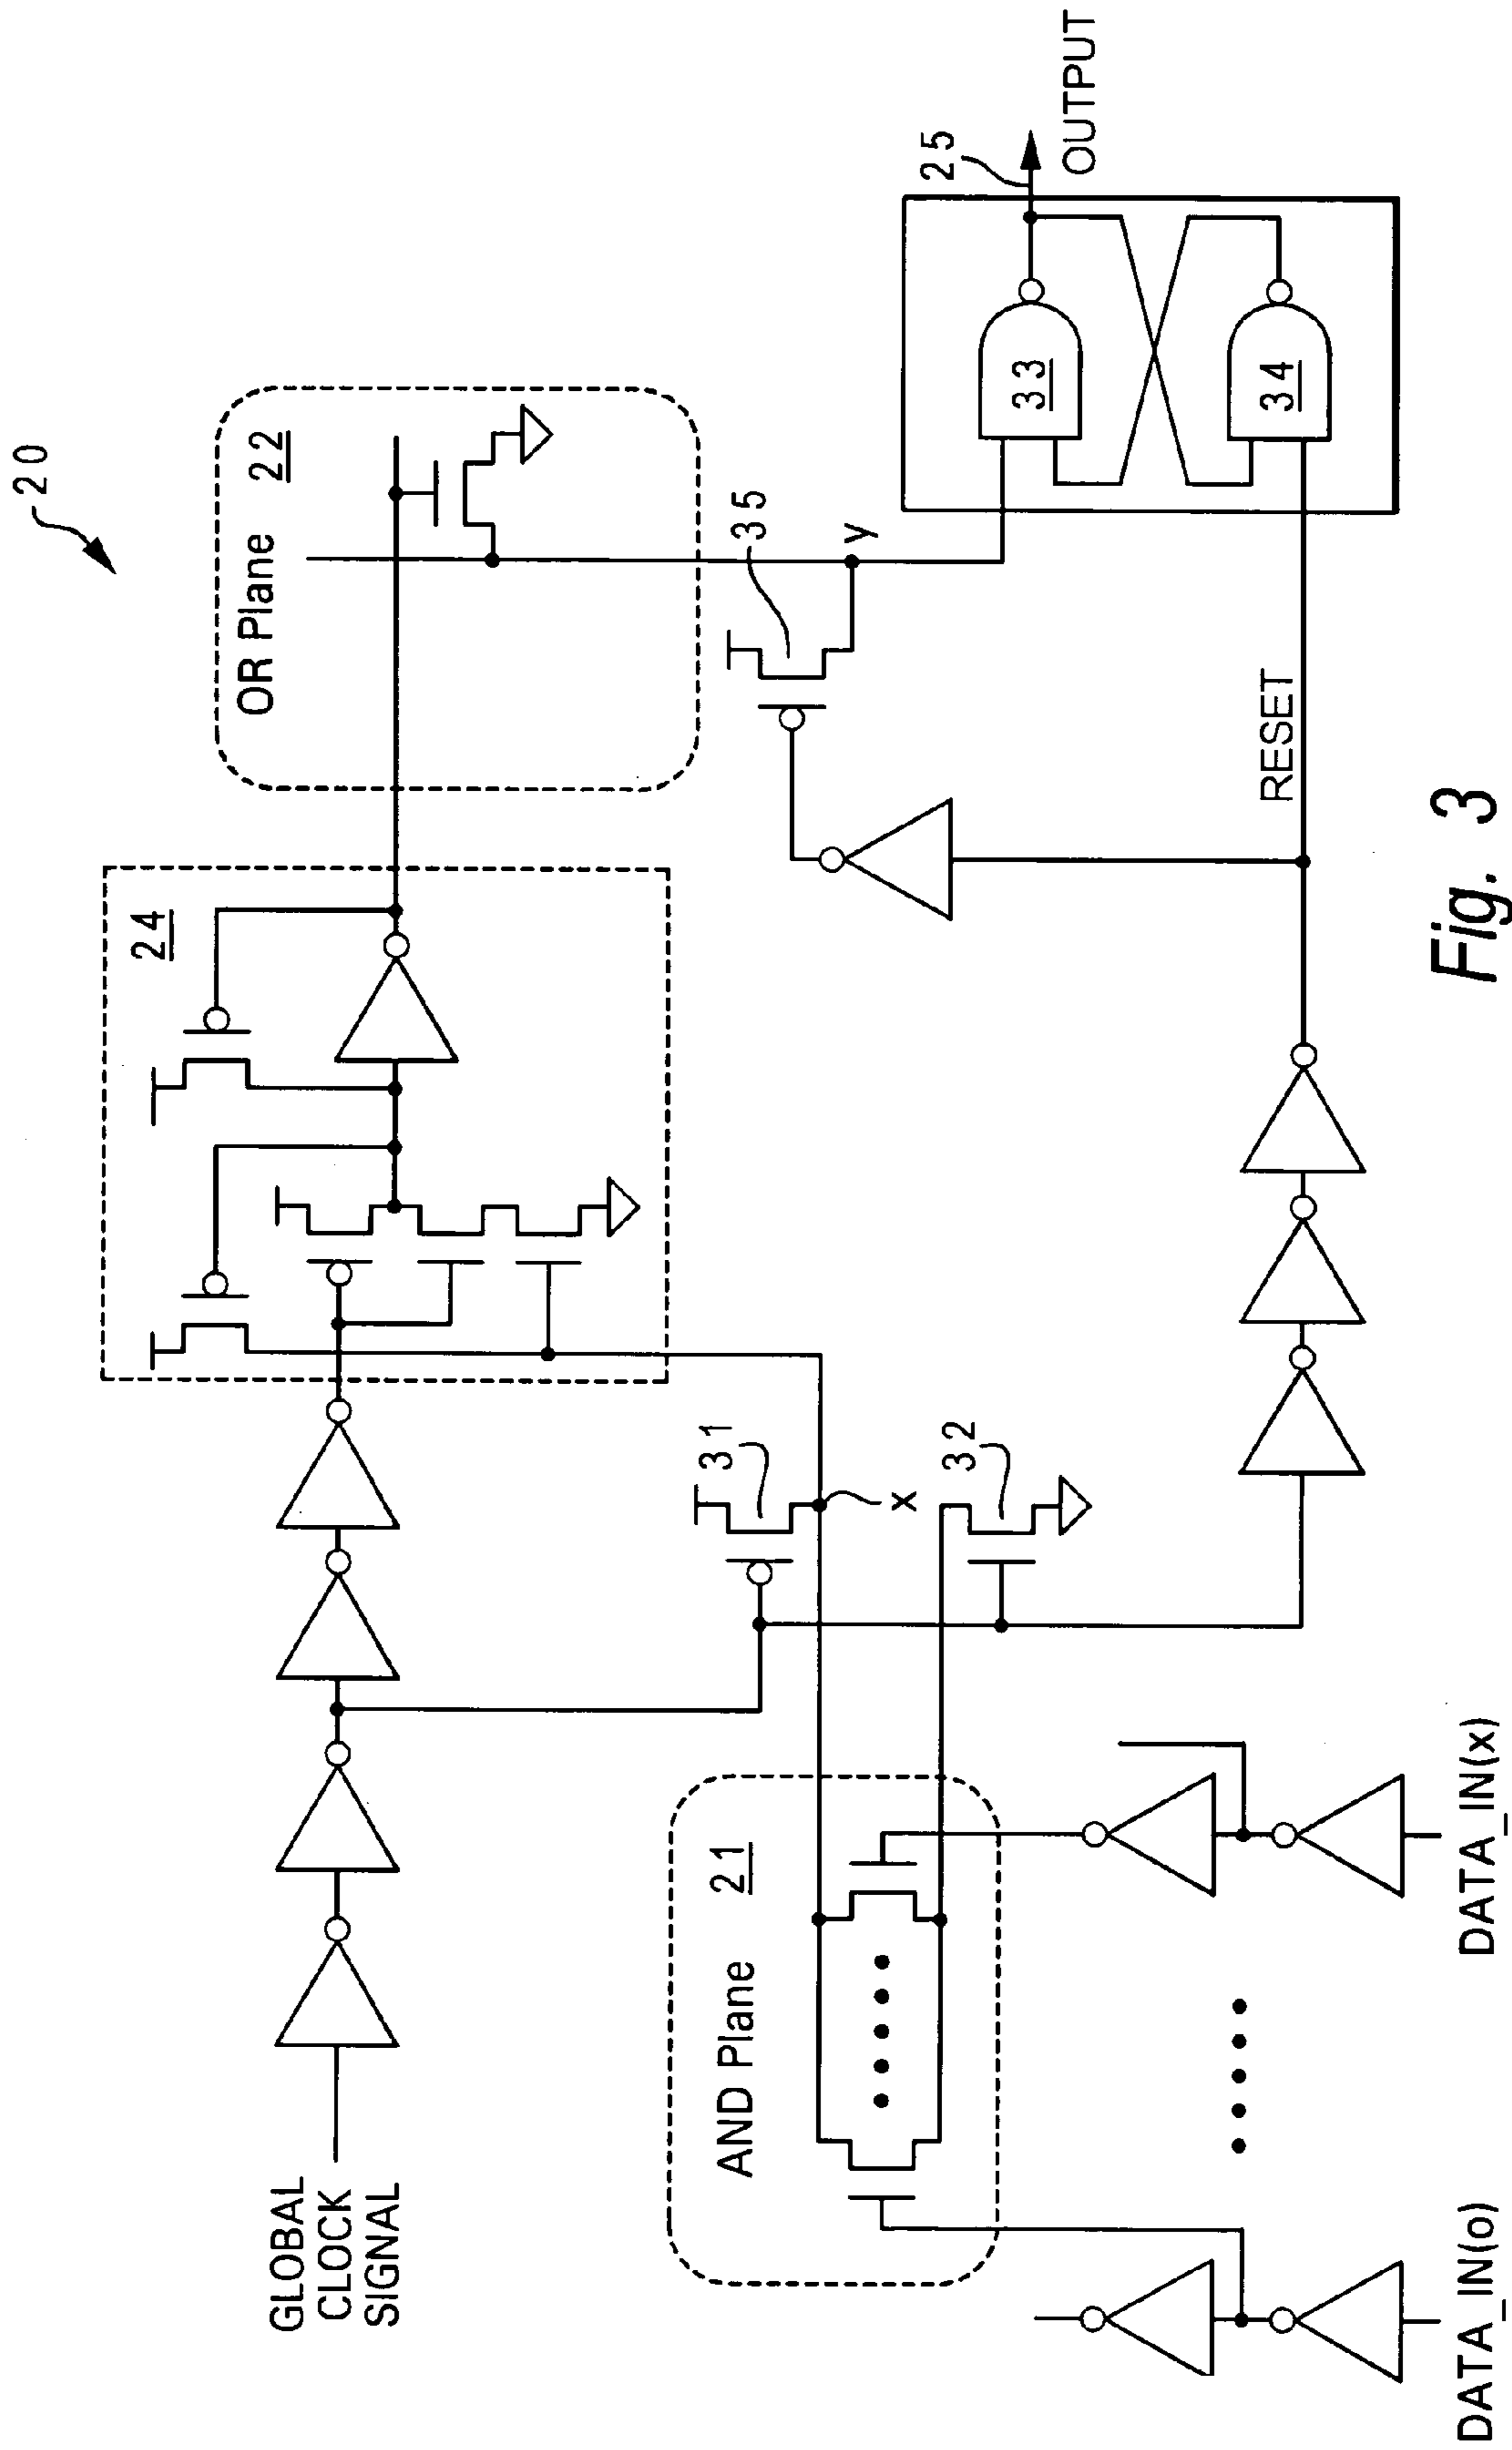 20
GLOBAL
CLOCK
SIGNAL
24
OR Plane 22
AND Plane 21
31
x
32
35
y
25
OUTPUT
33
34
RESET
DATA_IN(o)
DATA_IN(x)
Fig. 3